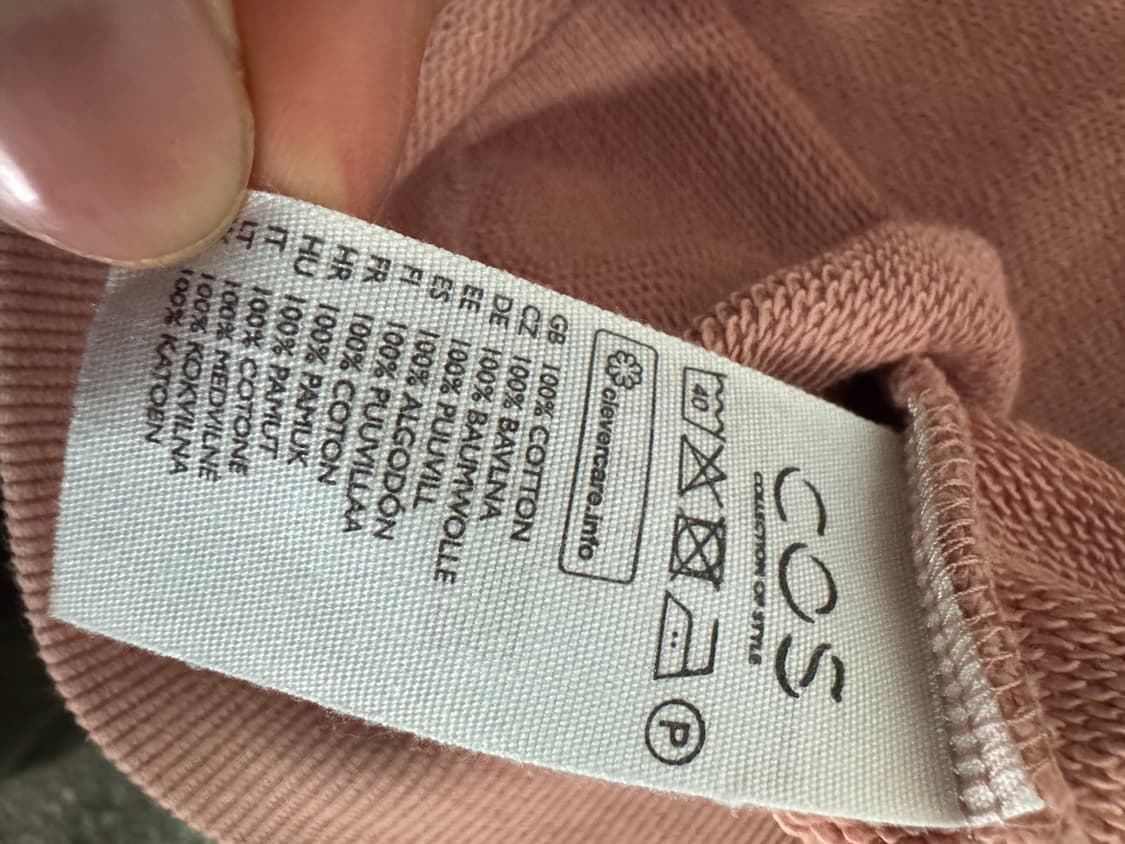 COS
COLLECTION OF STYLE
40
P
clevercare.info
GB 100% COTTON
CZ 100% BAVLNA
DE 100% BAUMWOLLE
EE 100% PUUVILL
ES 100% ALGODÓN
FI 100% PUUVILLAA
FR 100% COTON
HR 100% PAMUK
HU 100% PAMUT
IT 100% COTONE
LT 100% MEDVILNE
100% KOKVILNA
100% KATOEN